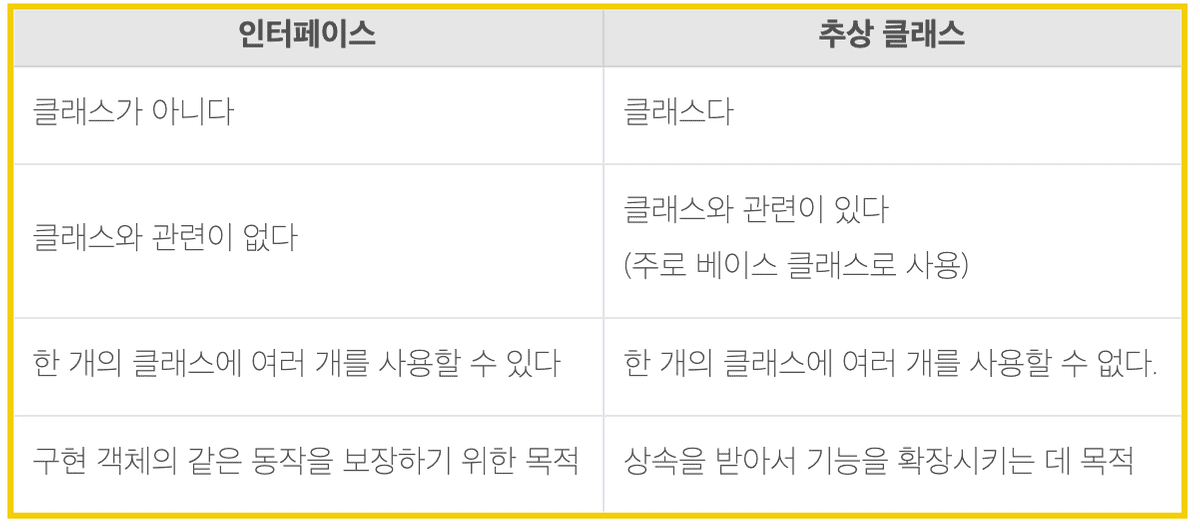 인터페이스
추상 클래스
클래스가 아니다
클래스다
클래스와 관련이 없다
클래스와 관련이 있다
(주로 베이스 클래스로 사용)
한 개의 클래스에 여러 개를 사용할 수 있다
한 개의 클래스에 여러 개를 사용할 수 없다.
구현 객체의 같은 동작을 보장하기 위한 목적
상속을 받아서 기능을 확장시키는 데 목적